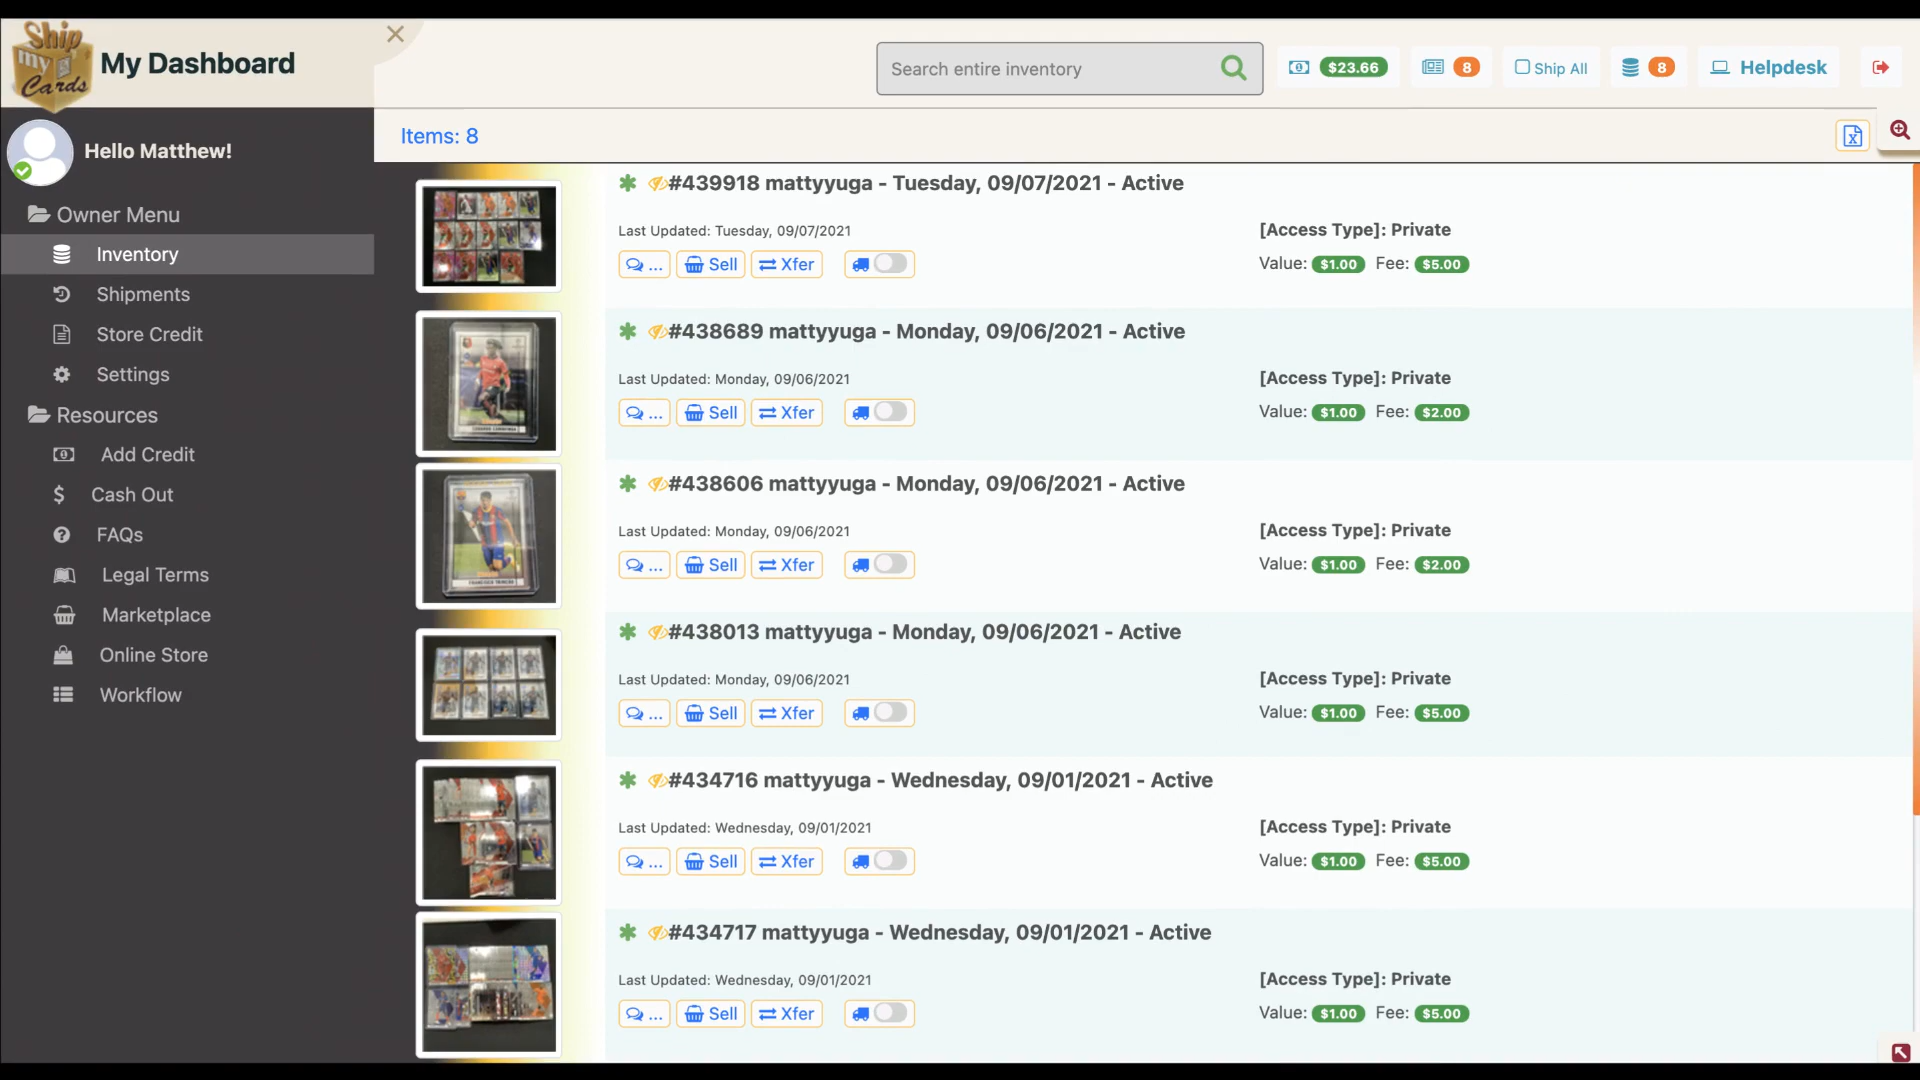 Ship my Cards
My Dashboard
Search entire inventory
$23.66
8
Ship All
8
Helpdesk
Items: 8
Hello Matthew!
Owner Menu
Inventory
Shipments
Store Credit
Settings
Resources
Add Credit
Cash Out
FAQs
Legal Terms
Marketplace
Online Store
Workflow
#439918 mattyyuga - Tuesday, 09/07/2021 - Active
Last Updated: Tuesday, 09/07/2021
[Access Type]: Private
... Sell Xfer
Value: $1.00 Fee: $5.00
#438689 mattyyuga - Monday, 09/06/2021 - Active
Last Updated: Monday, 09/06/2021
[Access Type]: Private
... Sell Xfer
Value: $1.00 Fee: $2.00
#438606 mattyyuga - Monday, 09/06/2021 - Active
Last Updated: Monday, 09/06/2021
[Access Type]: Private
... Sell Xfer
Value: $1.00 Fee: $2.00
#438013 mattyyuga - Monday, 09/06/2021 - Active
Last Updated: Monday, 09/06/2021
[Access Type]: Private
... Sell Xfer
Value: $1.00 Fee: $5.00
#434716 mattyyuga - Wednesday, 09/01/2021 - Active
Last Updated: Wednesday, 09/01/2021
[Access Type]: Private
... Sell Xfer
Value: $1.00 Fee: $5.00
#434717 mattyyuga - Wednesday, 09/01/2021 - Active
Last Updated: Wednesday, 09/01/2021
[Access Type]: Private
... Sell Xfer
Value: $1.00 Fee: $5.00